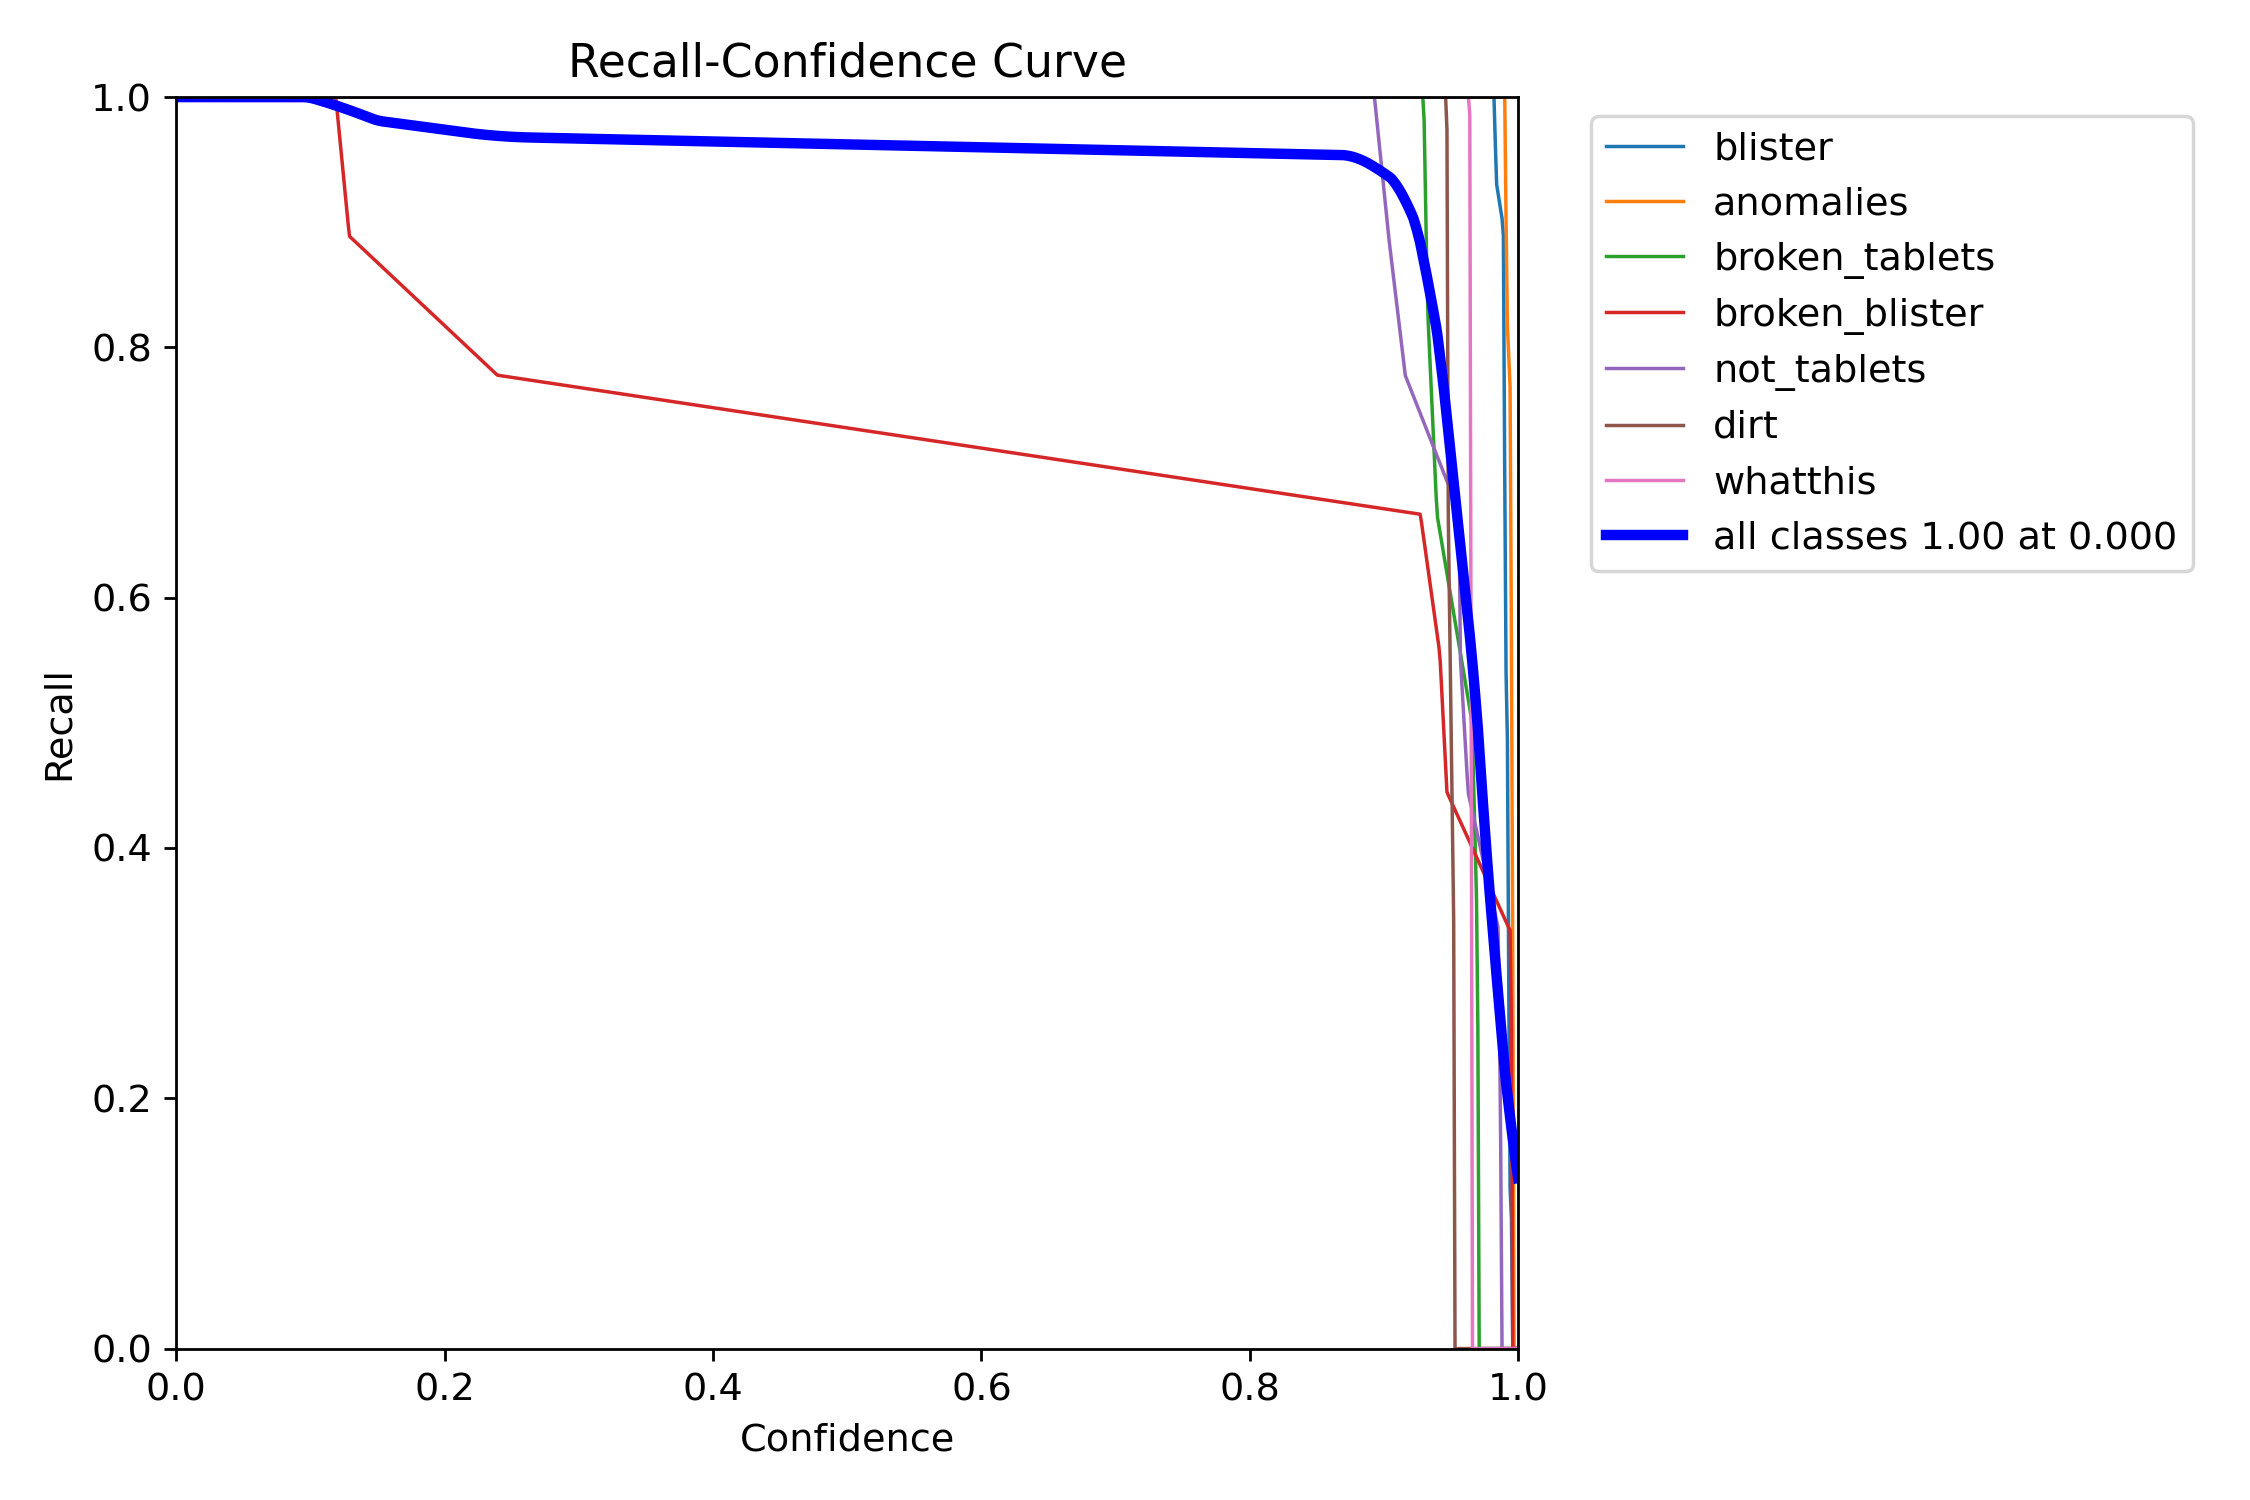 Recall-Confidence Curve
1.0
0.8
0.6
0.4
0.2
0.0
Recall
0.0 0.2 0.4 0.6 0.8 1.0
Confidence
blister
anomalies
broken_tablets
broken_blister
not_tablets
dirt
whatthis
all classes 1.00 at 0.000